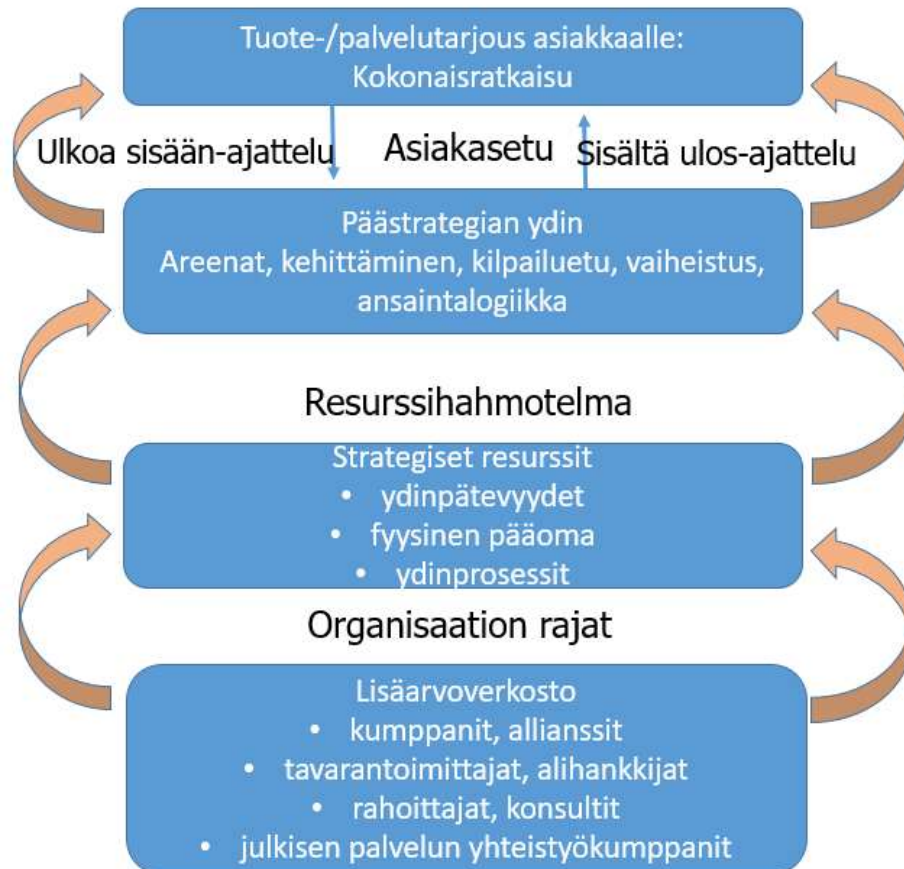 Tuote-/palvelutarjous asiakkaalle:
Kokonaisratkaisu
Ulkoa sisään-ajattelu
Asiakasetu
Sisältä ulos-ajattelu
Päästrategian ydin
Areenat, kehittäminen, kilpailuetu, vaiheistus,
ansaintalogiikka
Resurssihahmotelma
Strategiset resurssit
• ydinpätevyydet
• fyysinen pääoma
• ydinprosessit
Organisaation rajat
Lisäarvoverkosto
• kumppanit, allianssit
• tavarantoimittajat, alihankkijat
• rahoittajat, konsultit
• julkisen palvelun yhteistyökumppanit